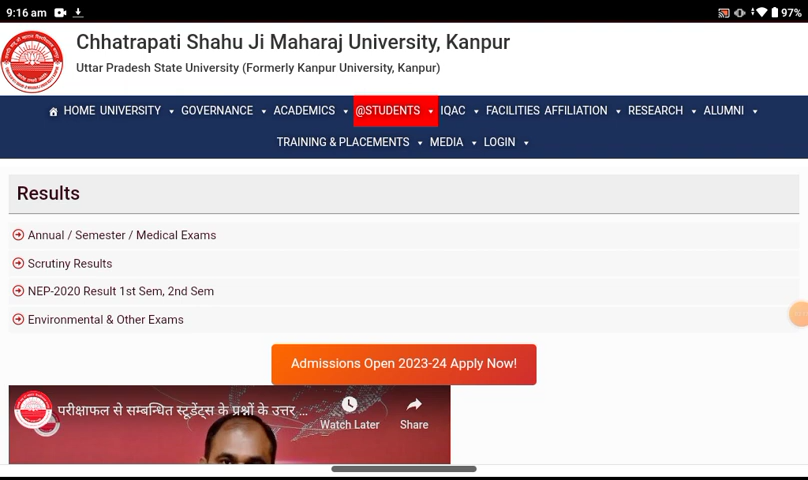 9:16 am
97%
Chhatrapati Shahu Ji Maharaj University, Kanpur
Uttar Pradesh State University (Formerly Kanpur University, Kanpur)
HOME UNIVERSITY GOVERNANCE ACADEMICS @STUDENTS IQAC FACILITIES AFFILIATION RESEARCH ALUMNI
TRAINING & PLACEMENTS MEDIA LOGIN
Results
Annual / Semester / Medical Exams
Scrutiny Results
NEP-2020 Result 1st Sem, 2nd Sem
Environmental & Other Exams
Admissions Open 2023-24 Apply Now!
परीक्षाफल से सम्बन्धित स्टूडेंट्स के प्रश्नों के उत्तर ...
Watch Later
Share